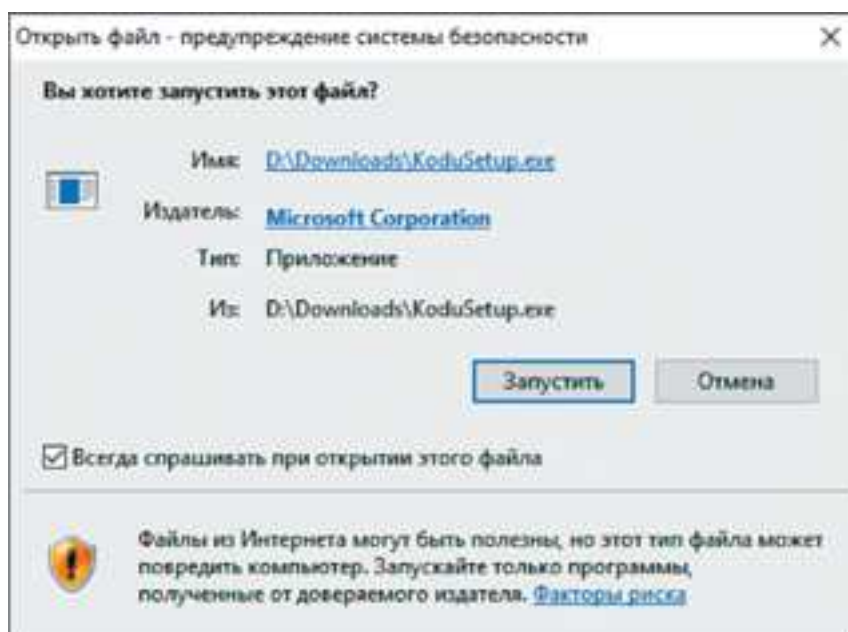 Открыть файл - предупреждение системы безопасности
Вы хотите запустить этот файл?
Имя: D:\Downloads\KoduSetup.exe
Издатель: Microsoft Corporation
Тип: Приложение
Из: D:\Downloads\KoduSetup.exe
Запустить Отмена
Всегда спрашивать при открытии этого файла
Файлы из Интернета могут быть полезны, но этот тип файла может
повредить компьютер. Запускайте только программы,
полученные от доверяемого издателя. Факторы риска